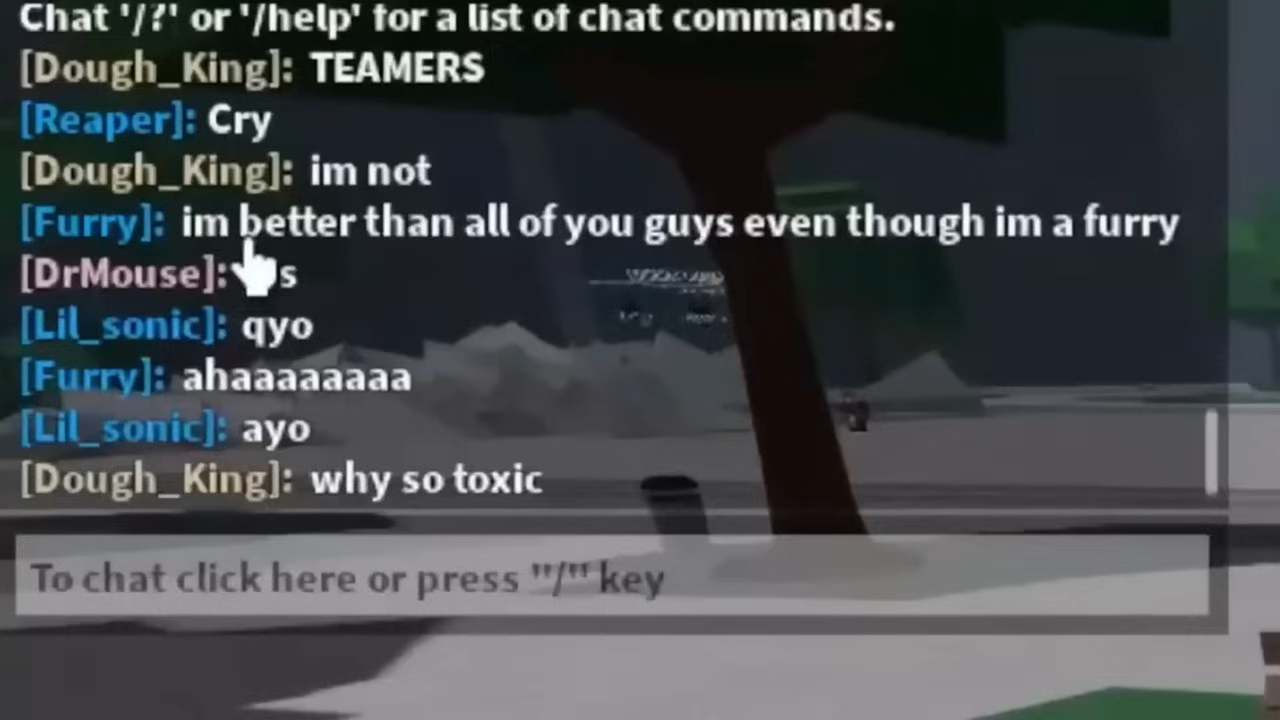 Chat '/?' or '/help' for a list of chat commands.
[Dough_King]: TEAMERS
[Reaper]: Cry
[Dough_King]: im not
[Furry]: im better than all of you guys even though im a furry
[DrMouse]:
[Lil_sonic]: qyo
[Furry]: ahaaaaaaaa
[Lil_sonic]: ayo
[Dough_King]: why so toxic
To chat click here or press "/" key